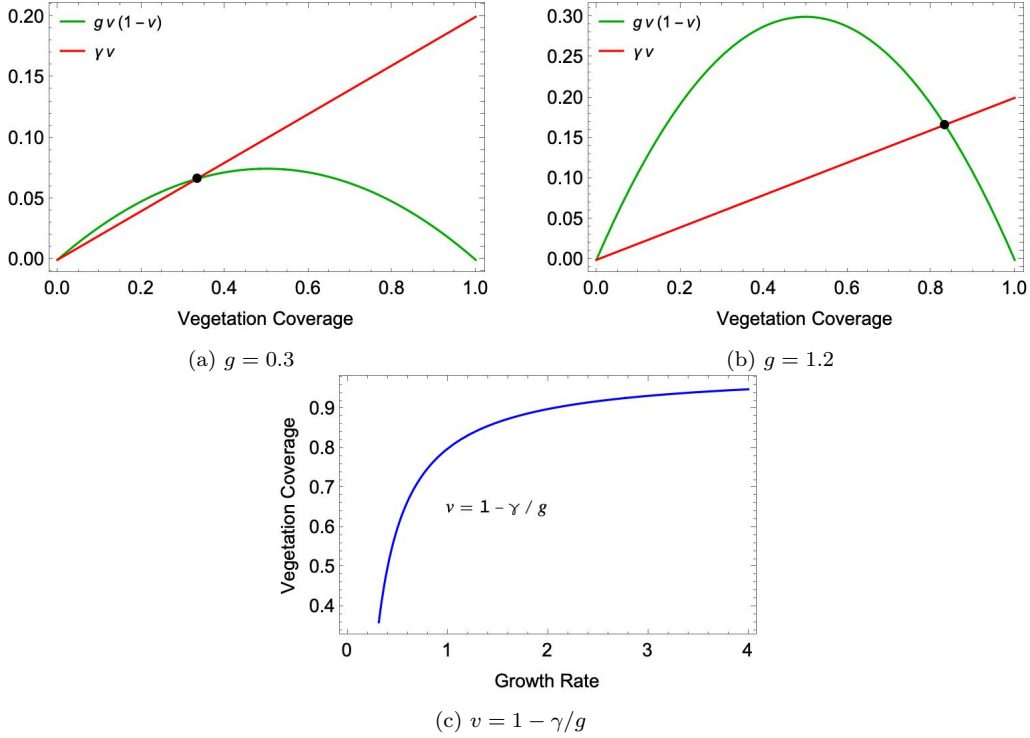 g v (1 − v)
γ v
0.20
0.15
0.10
0.05
0.00
0.0 0.2 0.4 0.6 0.8 1.0
Vegetation Coverage
(a) g = 0.3
g v (1 − v)
γ v
0.30
0.25
0.20
0.15
0.10
0.05
0.00
0.0 0.2 0.4 0.6 0.8 1.0
Vegetation Coverage
(b) g = 1.2
Vegetation Coverage
0.9
0.8
0.7
0.6
0.5
0.4
v = 1 − γ / g
0 1 2 3 4
Growth Rate
(c) v = 1 − γ/g